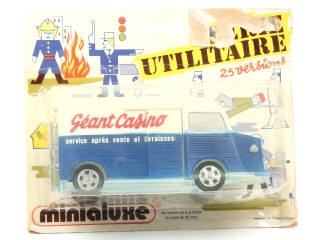 UTILITAIRE
25 versions
Géant Casino
service après vente et livraisons
minialuxe